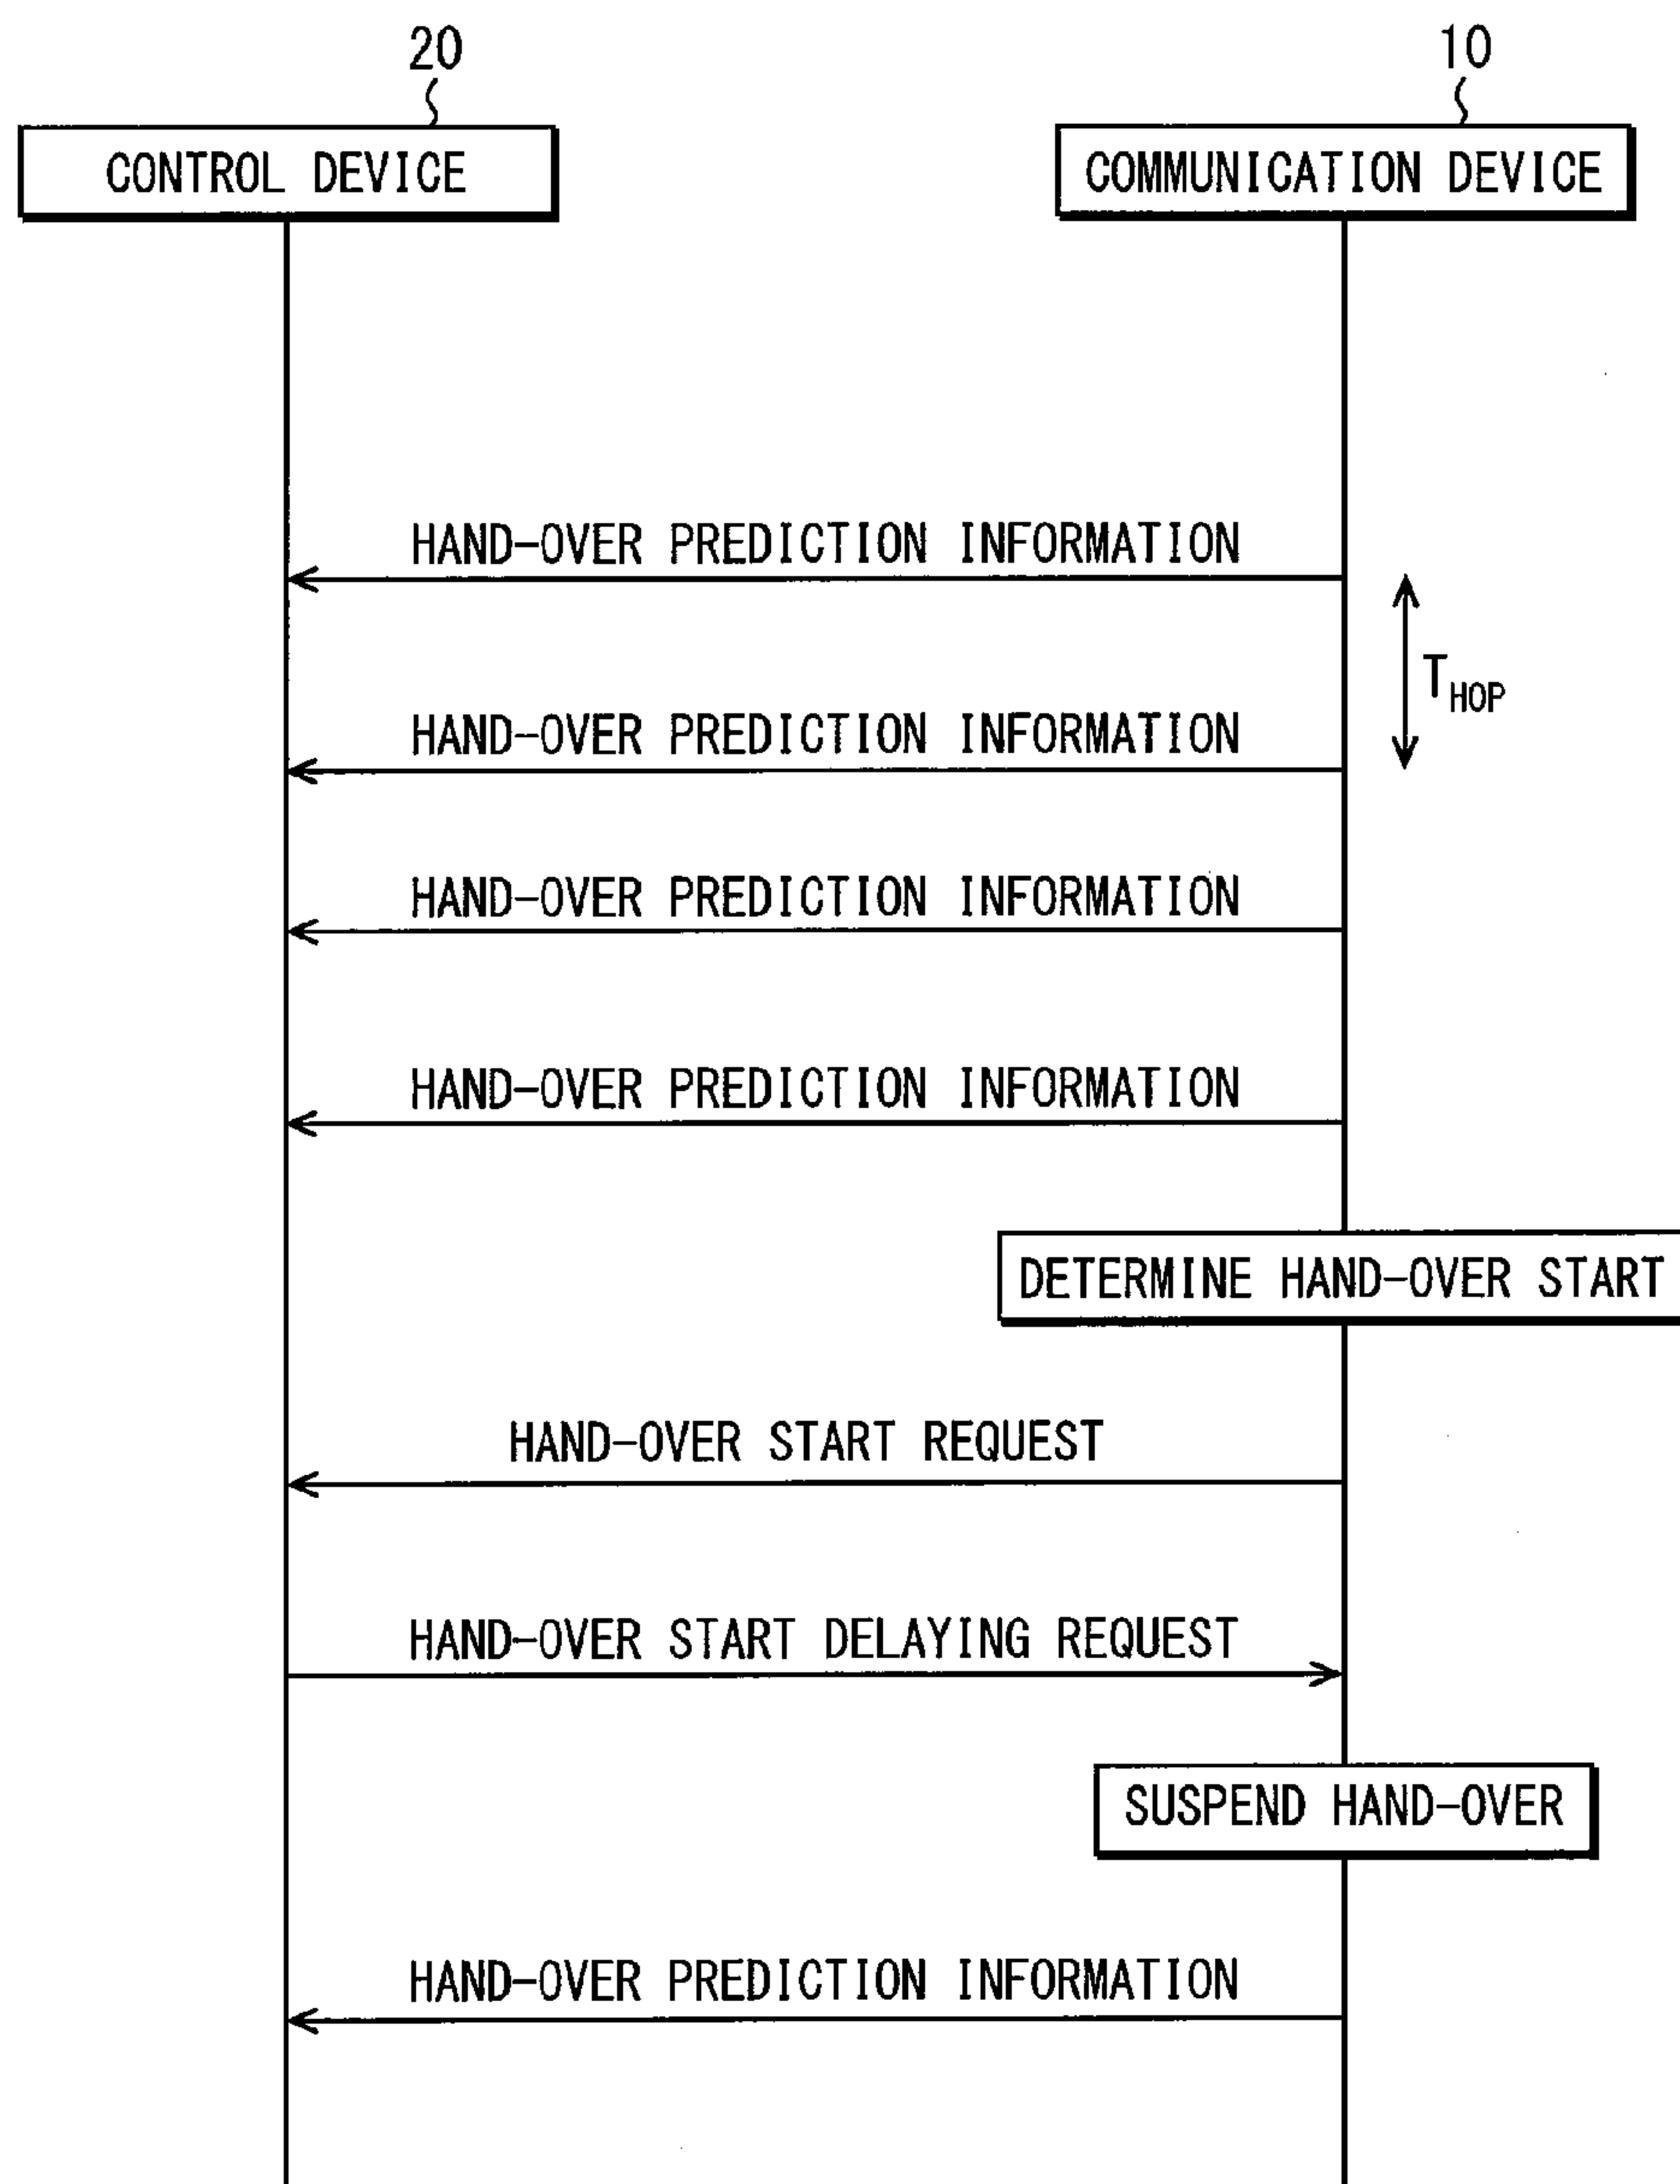 20
10
CONTROL DEVICE
COMMUNICATION DEVICE
HAND-OVER PREDICTION INFORMATION
T HOP
HAND-OVER PREDICTION INFORMATION
HAND-OVER PREDICTION INFORMATION
HAND-OVER PREDICTION INFORMATION
DETERMINE HAND-OVER START
HAND-OVER START REQUEST
HAND-OVER START DELAYING REQUEST
SUSPEND HAND-OVER
HAND-OVER PREDICTION INFORMATION